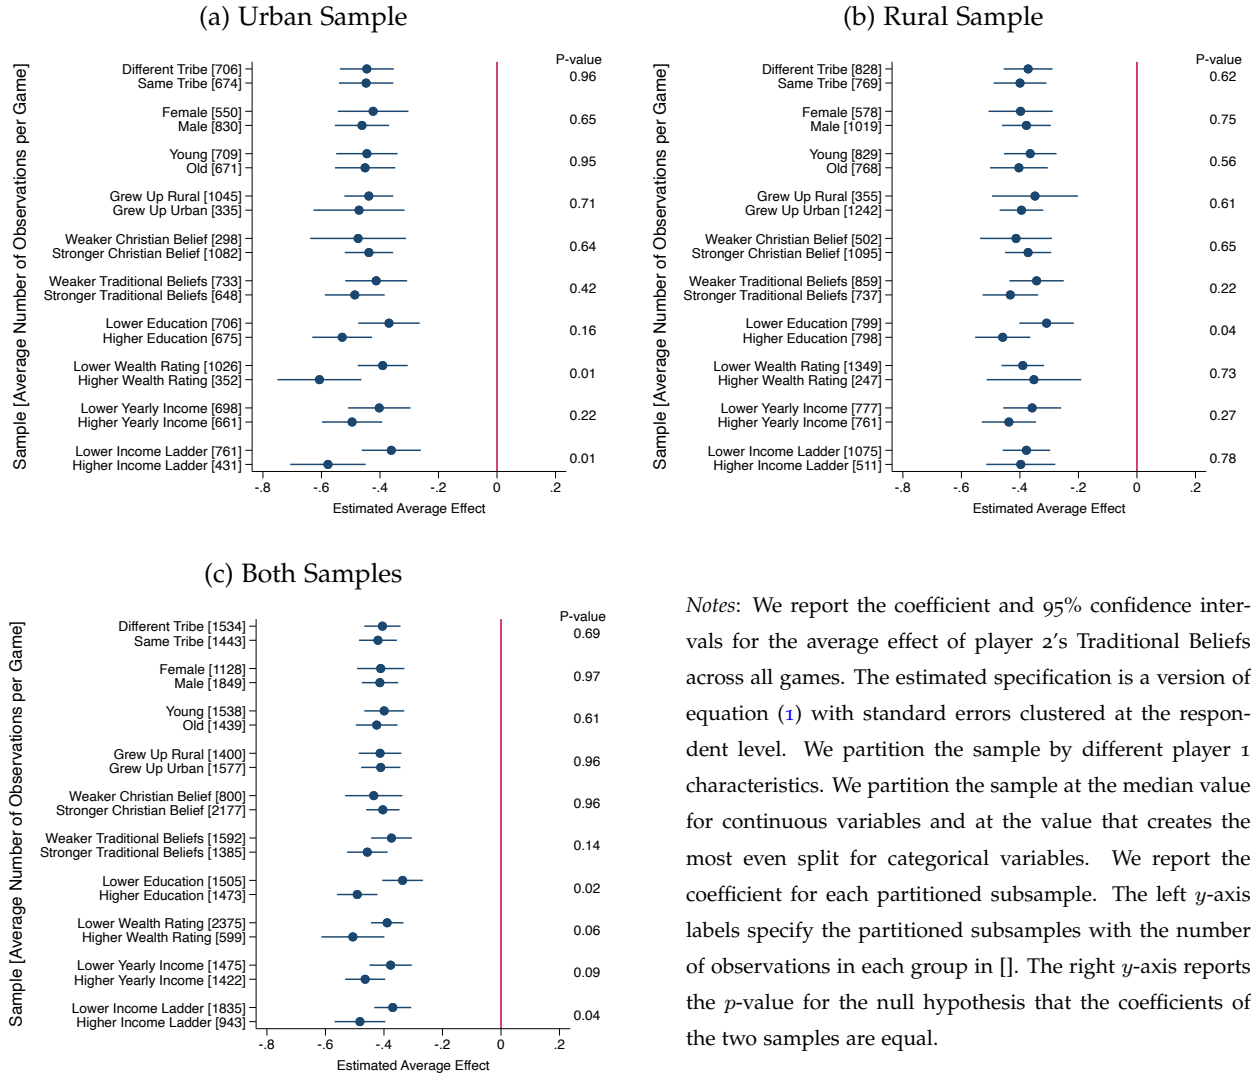 (a) Urban Sample
Sample [Average Number of Observations per Game]
P-value
Different Tribe [706]
Same Tribe [674]
0.96
Female [550]
Male [830]
0.65
Young [709]
Old [671]
0.95
Grew Up Rural [1045]
Grew Up Urban [335]
0.71
Weaker Christian Belief [298]
Stronger Christian Belief [1082]
0.64
Weaker Traditional Beliefs [733]
Stronger Traditional Beliefs [648]
0.42
Lower Education [706]
Higher Education [675]
0.16
Lower Wealth Rating [1026]
Higher Wealth Rating [352]
0.01
Lower Yearly Income [698]
Higher Yearly Income [661]
0.22
Lower Income Ladder [761]
Higher Income Ladder [431]
0.01
-.8 -.6 -.4 -.2 0 .2
Estimated Average Effect
(b) Rural Sample
Sample [Average Number of Observations per Game]
P-value
Different Tribe [828]
Same Tribe [769]
0.62
Female [578]
Male [1019]
0.75
Young [829]
Old [768]
0.56
Grew Up Rural [355]
Grew Up Urban [1242]
0.61
Weaker Christian Belief [502]
Stronger Christian Belief [1095]
0.65
Weaker Traditional Beliefs [859]
Stronger Traditional Beliefs [737]
0.22
Lower Education [799]
Higher Education [798]
0.04
Lower Wealth Rating [1349]
Higher Wealth Rating [247]
0.73
Lower Yearly Income [777]
Higher Yearly Income [761]
0.27
Lower Income Ladder [1075]
Higher Income Ladder [511]
0.78
-.8 -.6 -.4 -.2 0 .2
Estimated Average Effect
(c) Both Samples
Sample [Average Number of Observations per Game]
P-value
Different Tribe [1534]
Same Tribe [1443]
0.69
Female [1128]
Male [1849]
0.97
Young [1538]
Old [1439]
0.61
Grew Up Rural [1400]
Grew Up Urban [1577]
0.96
Weaker Christian Belief [800]
Stronger Christian Belief [2177]
0.96
Weaker Traditional Beliefs [1592]
Stronger Traditional Beliefs [1385]
0.14
Lower Education [1505]
Higher Education [1473]
0.02
Lower Wealth Rating [2375]
Higher Wealth Rating [599]
0.06
Lower Yearly Income [1475]
Higher Yearly Income [1422]
0.09
Lower Income Ladder [1835]
Higher Income Ladder [943]
0.04
-.8 -.6 -.4 -.2 0 .2
Estimated Average Effect
Notes: We report the coefficient and 95% confidence inter-
vals for the average effect of player 2's Traditional Beliefs
across all games. The estimated specification is a version of
equation (1) with standard errors clustered at the respon-
dent level. We partition the sample by different player 1
characteristics. We partition the sample at the median value
for continuous variables and at the value that creates the
most even split for categorical variables. We report the
coefficient for each partitioned subsample. The left y-axis
labels specify the partitioned subsamples with the number
of observations in each group in []. The right y-axis reports
the p-value for the null hypothesis that the coefficients of
the two samples are equal.